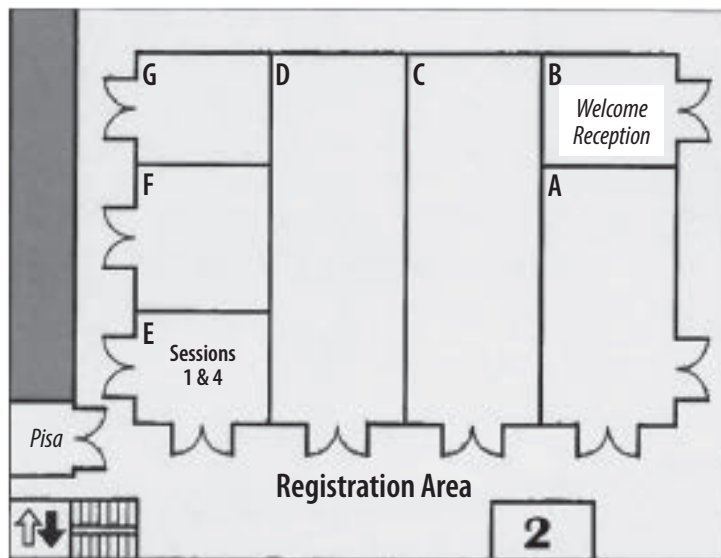 G
D
C
B
Welcome
Reception
F
A
E
Sessions
1 & 4
Pisa
Registration Area
2